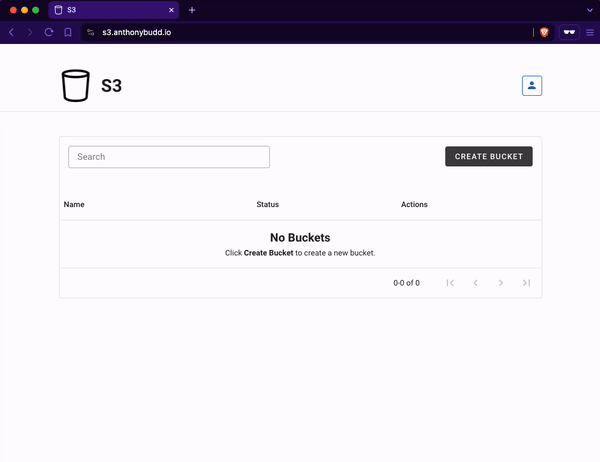 S3
s3.anthonybudd.io
S3
Search
CREATE BUCKET
Name Status Actions
No Buckets
Click Create Bucket to create a new bucket.
0-0 of 0